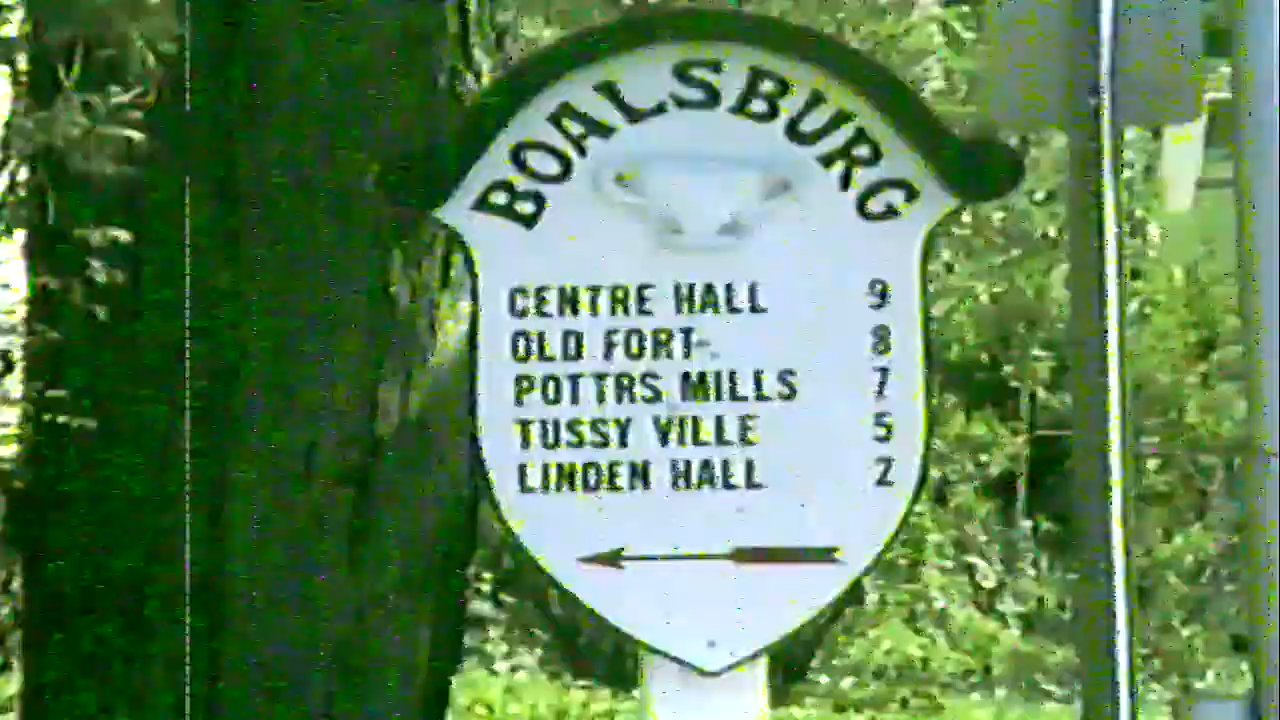 BOALSBURG
CENTRE HALL 9
OLD FORT 8
POTTRS MILLS 7
TUSSY VILLE 5
LINDEN HALL 2